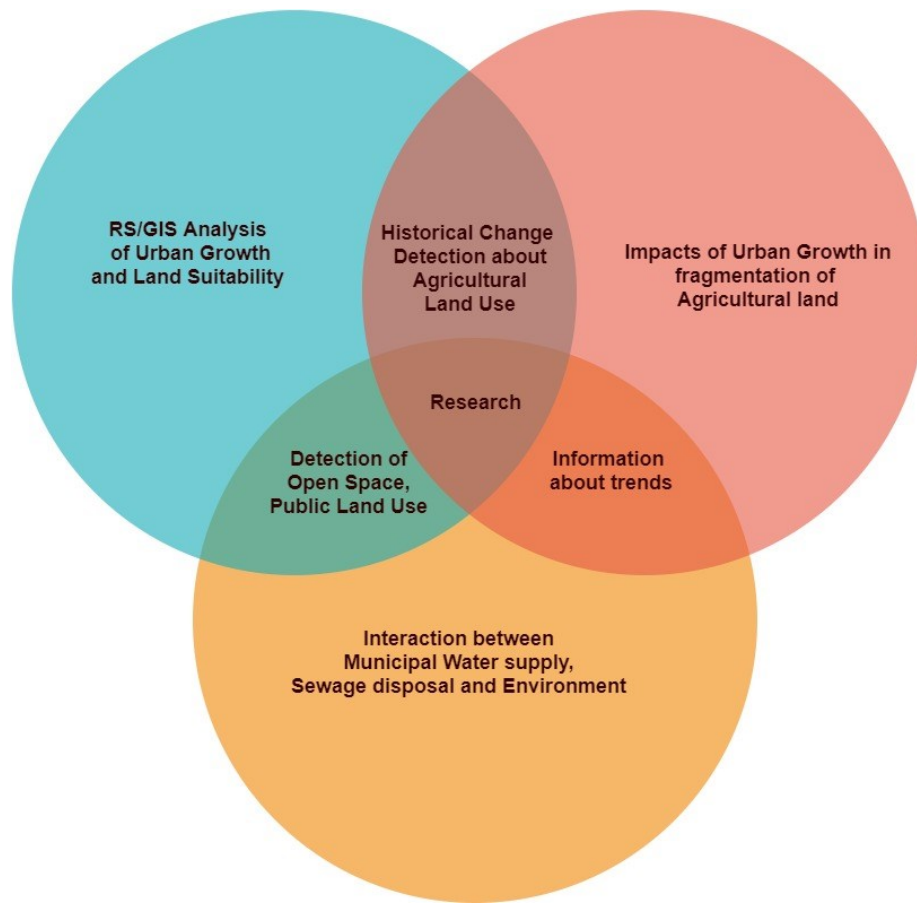 RS/GIS Analysis
of Urban Growth
and Land Suitability
Historical Change
Detection about
Agricultural
Land Use
Impacts of Urban Growth in
fragmentation of
Agricultural land
Research
Detection of
Open Space,
Public Land Use
Information
about trends
Interaction between
Municipal Water supply,
Sewage disposal and Environment